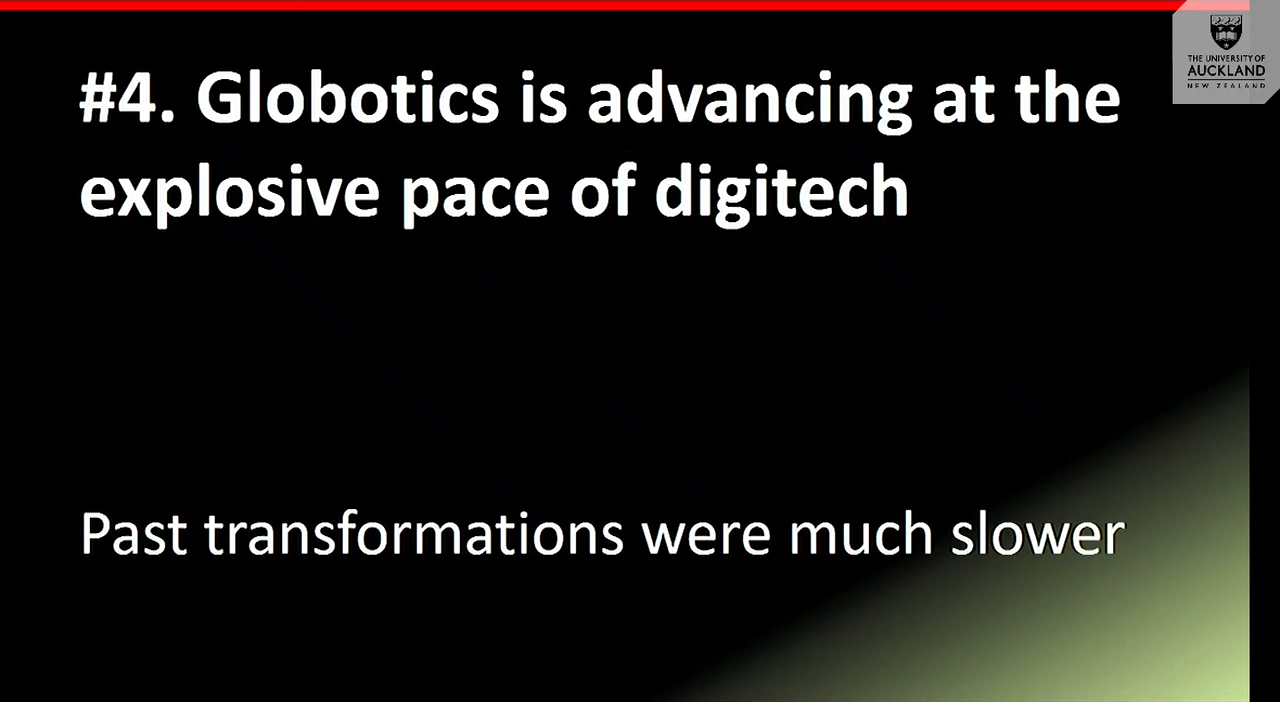 #4. Globotics is advancing at the
explosive pace of digitech
Past transformations were much slower
THE UNIVERSITY OF
AUCKLAND
NEW ZEALAND